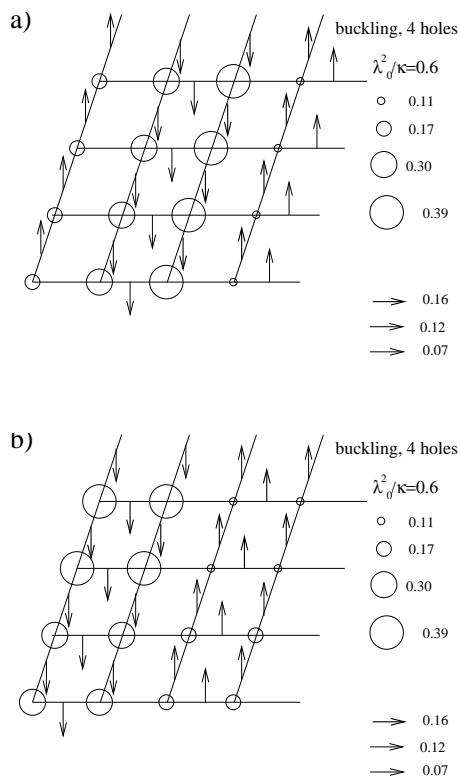 a)
buckling, 4 holes
λ²₀/κ=0.6
0.11
0.17
0.30
0.39
0.16
0.12
0.07
b)
buckling, 4 holes
λ²₀/κ=0.6
0.11
0.17
0.30
0.39
0.16
0.12
0.07